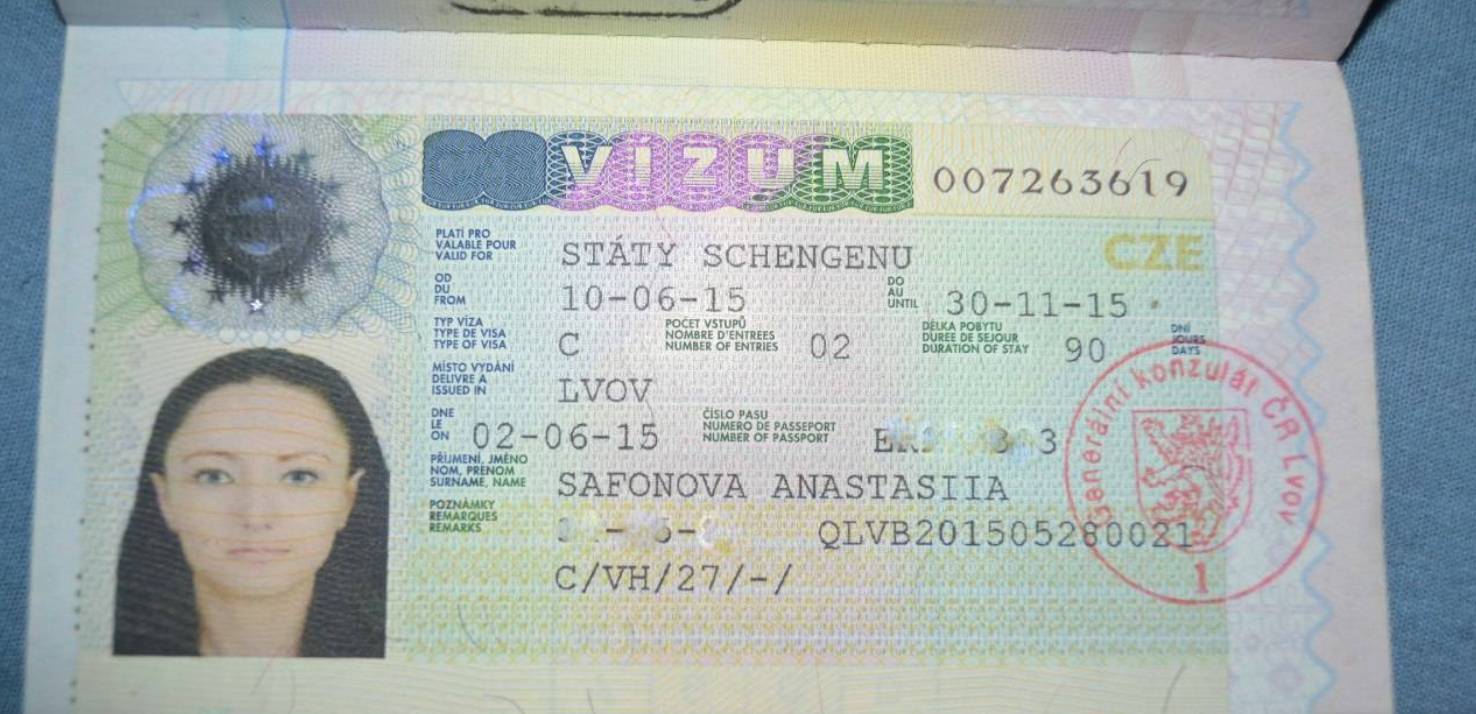 VÍZUM 007263619
PLATÍ PRO
VALABLE POUR
VALID FOR
STÁTY SCHENGENU
CZE
OD
DU
FROM
10-06-15
DO
AU
UNTIL
30-11-15
TYP VÍZA
TYPE DE VISA
TYPE OF VISA
C
POČET VSTUPŮ
NOMBRE D'ENTREES
NUMBER OF ENTRIES
02
DÉLKA POBYTU
DUREE DE SEJOUR
DURATION OF STAY
90
DNÍ
JOURS
DAYS
MÍSTO VYDÁNÍ
DELIVRE A
ISSUED IN
LVOV
DNE
LE
ON
02-06-15
ČÍSLO PASU
NUMERO DE PASSEPORT
NUMBER OF PASSPORT
PŘÍJMENÍ, JMÉNO
NOM, PRENOM
SURNAME, NAME
SAFONOVA ANASTASIIA
POZNÁMKY
REMARQUES
REMARKS
QLVB201505280021
C/VH/27/-/
Generální konzulát ČR Lvov
1